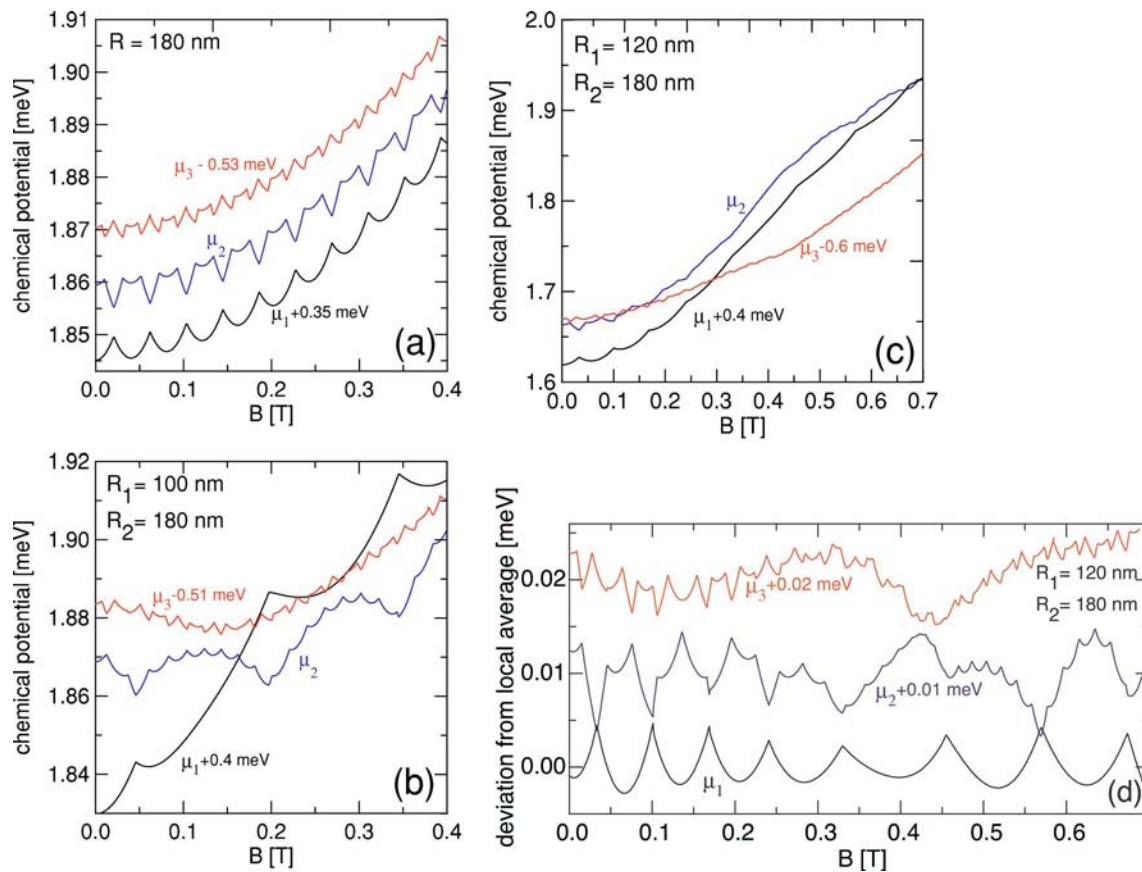 1.91
1.90
1.89
1.88
1.87
1.86
1.85
chemical potential [meV]
R = 180 nm
μ3 - 0.53 meV
μ2
μ1+0.35 meV
(a)
0.0 0.1 0.2 0.3 0.4
B [T]
2.0
1.9
1.8
1.7
1.6
chemical potential [meV]
R1= 120 nm
R2= 180 nm
μ2
μ3-0.6 meV
μ1+0.4 meV
(c)
0.0 0.1 0.2 0.3 0.4 0.5 0.6 0.7
B [T]
1.92
1.90
1.88
1.86
1.84
chemical potential [meV]
R1= 100 nm
R2= 180 nm
μ3-0.51 meV
μ2
μ1+0.4 meV
(b)
0.0 0.1 0.2 0.3 0.4
B [T]
0.02
0.01
0.00
deviation from local average [meV]
R1= 120 nm
R2= 180 nm
μ3+0.02 meV
μ2+0.01 meV
μ1
(d)
0.0 0.1 0.2 0.3 0.4 0.5 0.6
B [T]